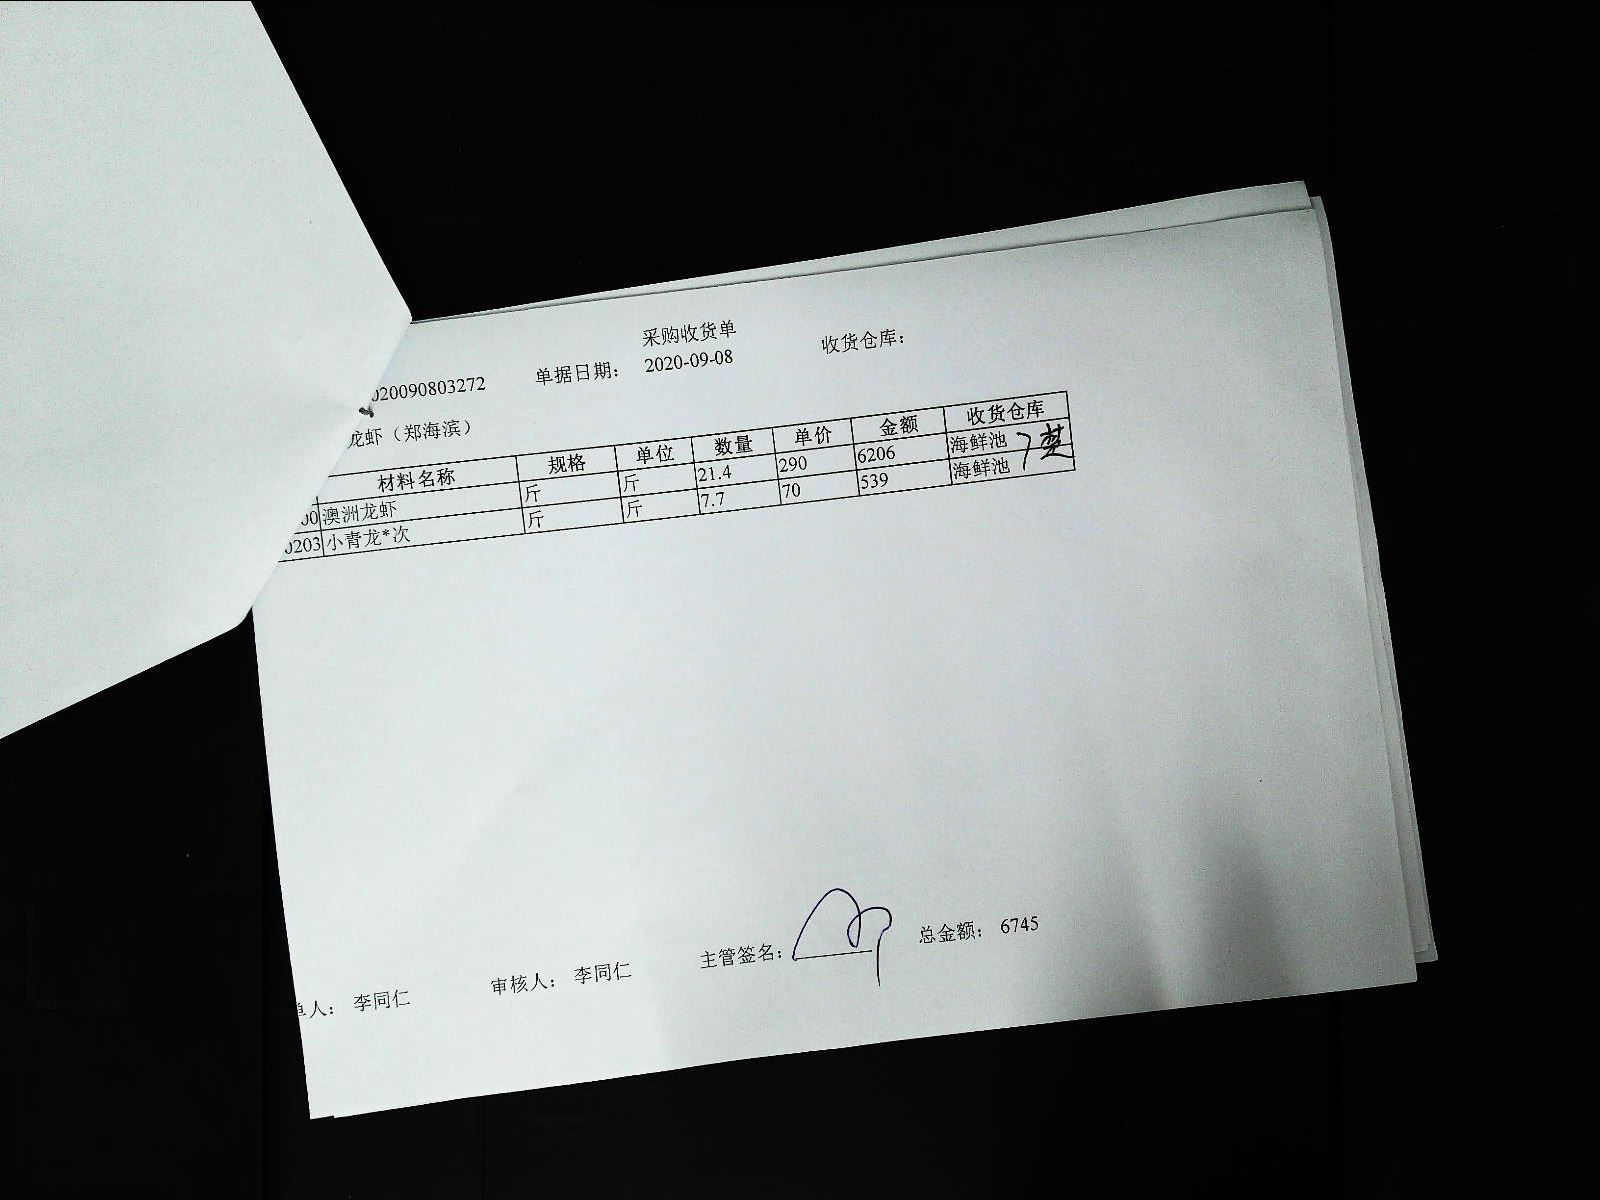 采购收货单
020090803272 单据日期： 2020-09-08 收货仓库：
龙虾（郑海滨）
材料名称 规格 单位 数量 单价 金额 收货仓库
00 澳洲龙虾 斤 斤 21.4 290 6206 海鲜池
0203 小青龙*次 斤 斤 7.7 70 539 海鲜池
单人： 李同仁 审核人： 李同仁 主管签名： 总金额： 6745